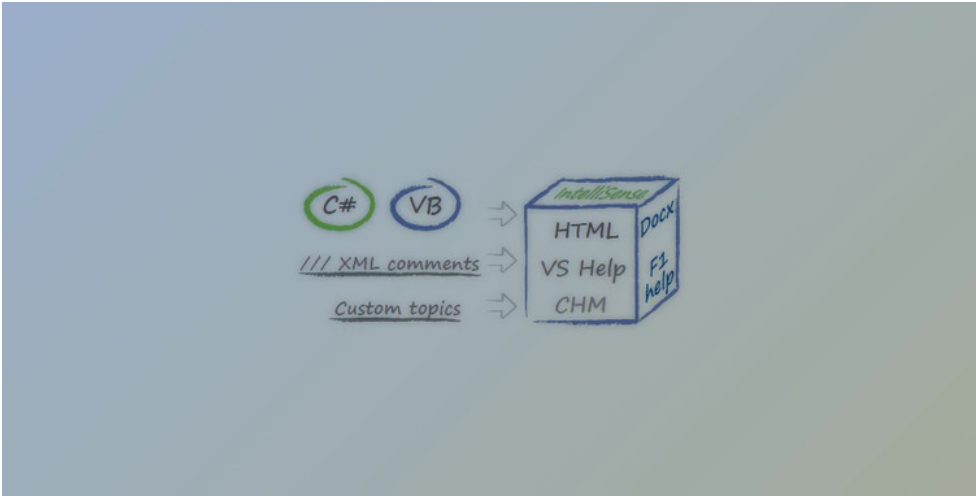 C# VB
/// XML comments
Custom topics
IntelliSense
HTML
VS Help
CHM
Docx
F1
help